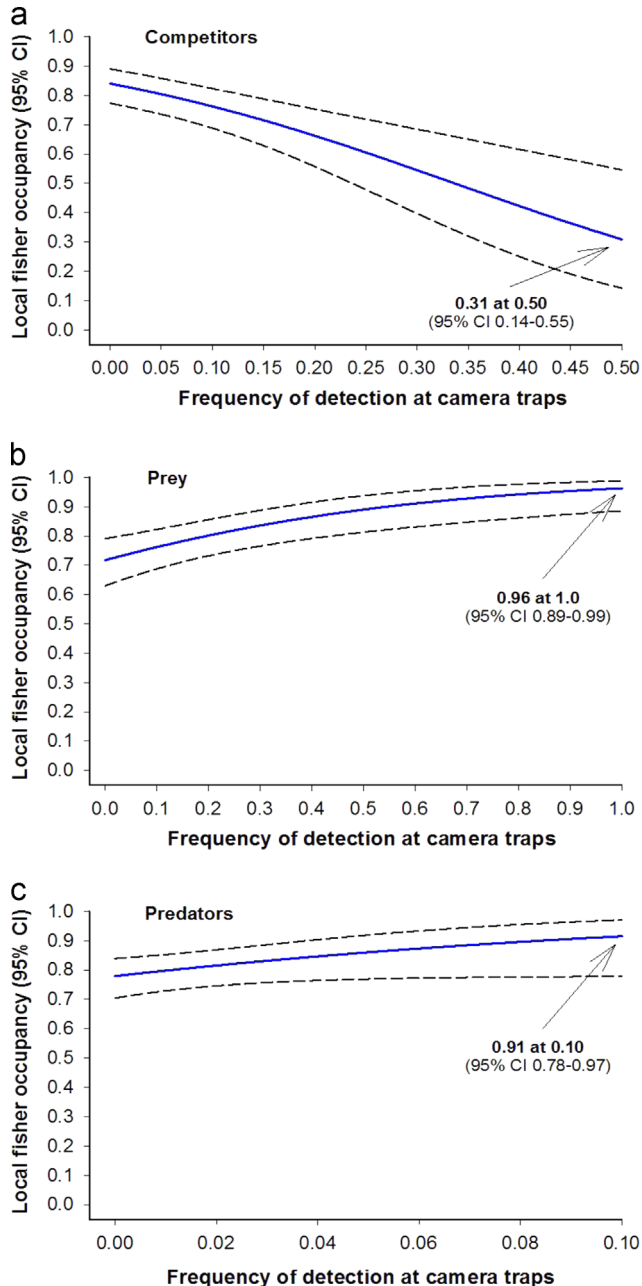 a
Competitors
Local fisher occupancy (95% CI)
1.0
0.9
0.8
0.7
0.6
0.5
0.4
0.3
0.2
0.1
0.0
0.31 at 0.50
(95% CI 0.14-0.55)
0.00 0.05 0.10 0.15 0.20 0.25 0.30 0.35 0.40 0.45 0.50
Frequency of detection at camera traps
b
Prey
Local fisher occupancy (95% CI)
1.0
0.9
0.8
0.7
0.6
0.5
0.4
0.3
0.2
0.1
0.0
0.96 at 1.0
(95% CI 0.89-0.99)
0.0 0.1 0.2 0.3 0.4 0.5 0.6 0.7 0.8 0.9 1.0
Frequency of detection at camera traps
c
Predators
Local fisher occupancy (95% CI)
1.0
0.9
0.8
0.7
0.6
0.5
0.4
0.3
0.2
0.1
0.0
0.91 at 0.10
(95% CI 0.78-0.97)
0.00 0.02 0.04 0.06 0.08 0.10
Frequency of detection at camera traps